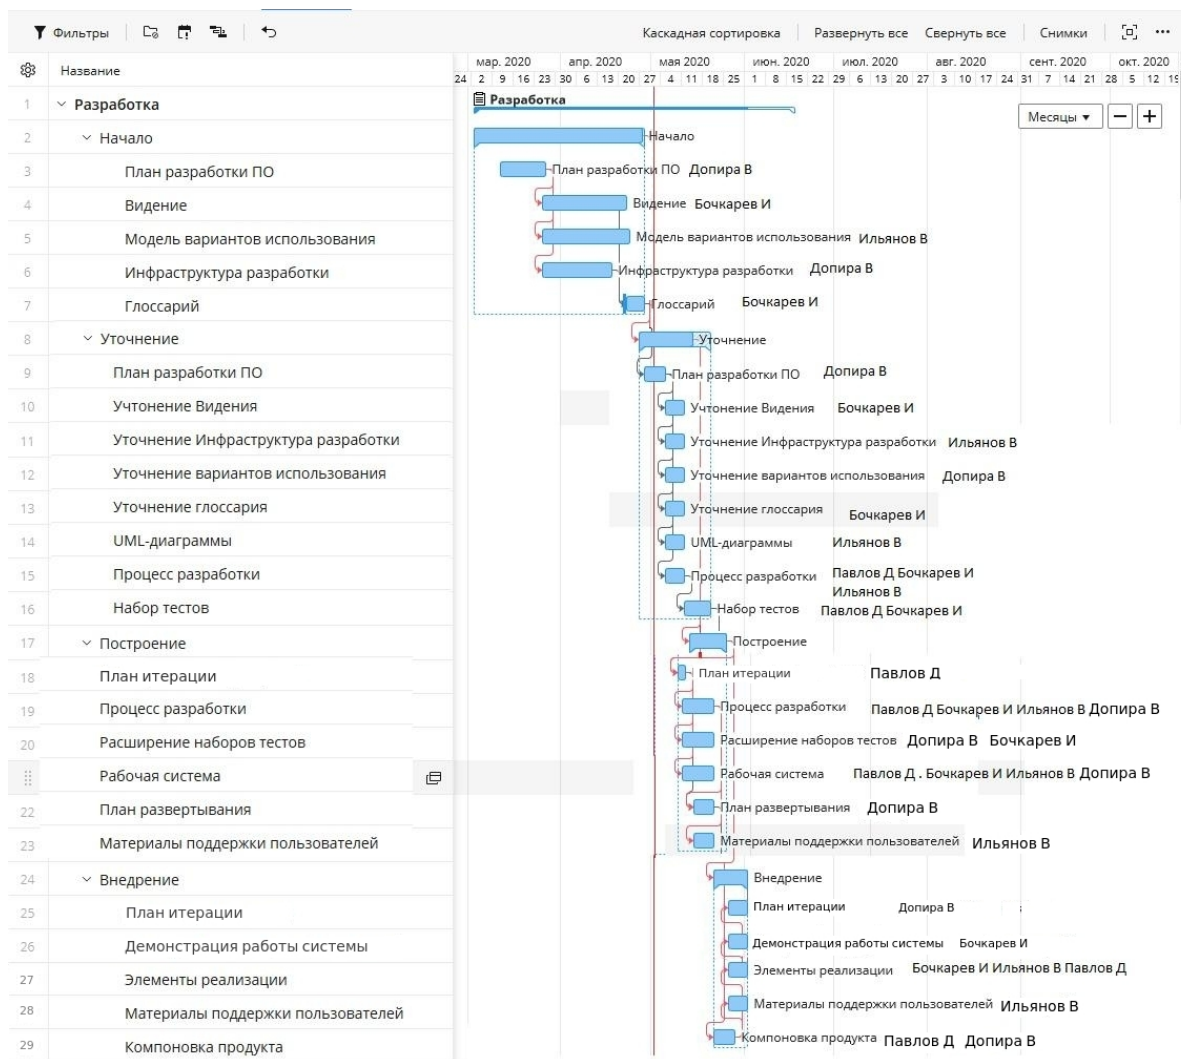 Фильтры Каскадная сортировка Развернуть все Свернуть все Снимки
Название
мар. 2020 апр. 2020 мая 2020 июн. 2020 июл. 2020 авг. 2020 сент. 2020 окт. 2020
24 2 9 16 23 30 6 13 20 27 4 11 18 25 1 8 15 22 29 6 13 20 27 3 10 17 24 31 7 14 21 28 5 12 19
1 Разработка Разработка
Месяцы
2 Начало Начало
3 План разработки ПО План разработки ПО Допира В
4 Видение Видение Бочкарев И
5 Модель вариантов использования Модель вариантов использования Ильянов В
6 Инфраструктура разработки Инфраструктура разработки Допира В
7 Глоссарий Глоссарий Бочкарев И
8 Уточнение Уточнение
9 План разработки ПО План разработки ПО Допира В
10 Учтонение Видения Учтонение Видения Бочкарев И
11 Уточнение Инфраструктура разработки Уточнение Инфраструктура разработки Ильянов В
12 Уточнение вариантов использования Уточнение вариантов использования Допира В
13 Уточнение глоссария Уточнение глоссария Бочкарев И
14 UML-диаграммы UML-диаграммы Ильянов В
15 Процесс разработки Процесс разработки Павлов Д Бочкарев И
Ильянов В
16 Набор тестов Набор тестов Павлов Д Бочкарев И
17 Построение Построение
18 План итерации План итерации Павлов Д
19 Процесс разработки Процесс разработки Павлов Д Бочкарев И Ильянов В Допира В
20 Расширение наборов тестов Расширение наборов тестов Допира В Бочкарев И
Рабочая система Рабочая система Павлов Д . Бочкарев И Ильянов В Допира В
22 План развертывания План развертывания Допира В
23 Материалы поддержки пользователей Материалы поддержки пользователей Ильянов В
24 Внедрение Внедрение
25 План итерации План итерации Допира В
26 Демонстрация работы системы Демонстрация работы системы Бочкарев И
27 Элементы реализации Элементы реализации Бочкарев И Ильянов В Павлов Д
28 Материалы поддержки пользователей Материалы поддержки пользователей Ильянов В
29 Компоновка продукта Компоновка продукта Павлов Д Допира В